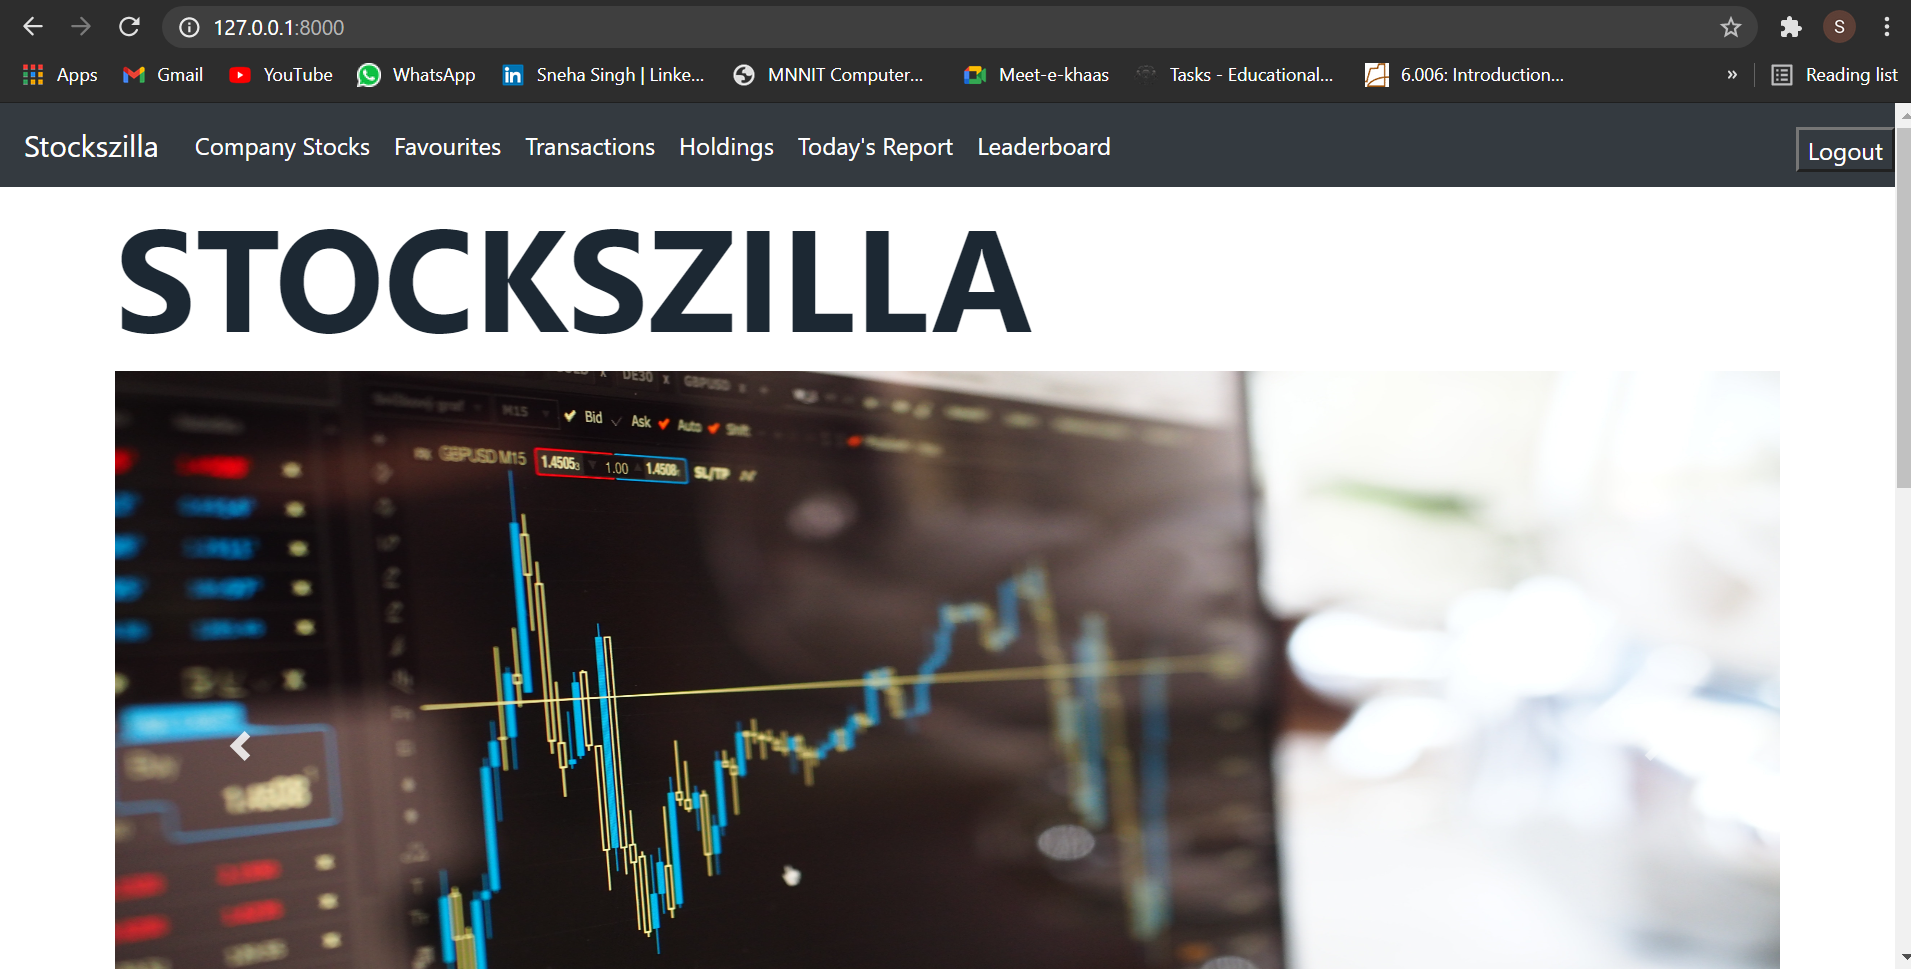 127.0.0.1:8000
S
Apps Gmail YouTube WhatsApp Sneha Singh | Linke... MNNIT Computer... Meet-e-khaas Tasks - Educational... 6.006: Introduction... » Reading list
Stockszilla Company Stocks Favourites Transactions Holdings Today's Report Leaderboard Logout
STOCKSZILLA
DE30 x GBPUSD
M15 Bid Ask Auto Shift
GBPUSD M15 1.45053 1.00 1.4508 SL/TP